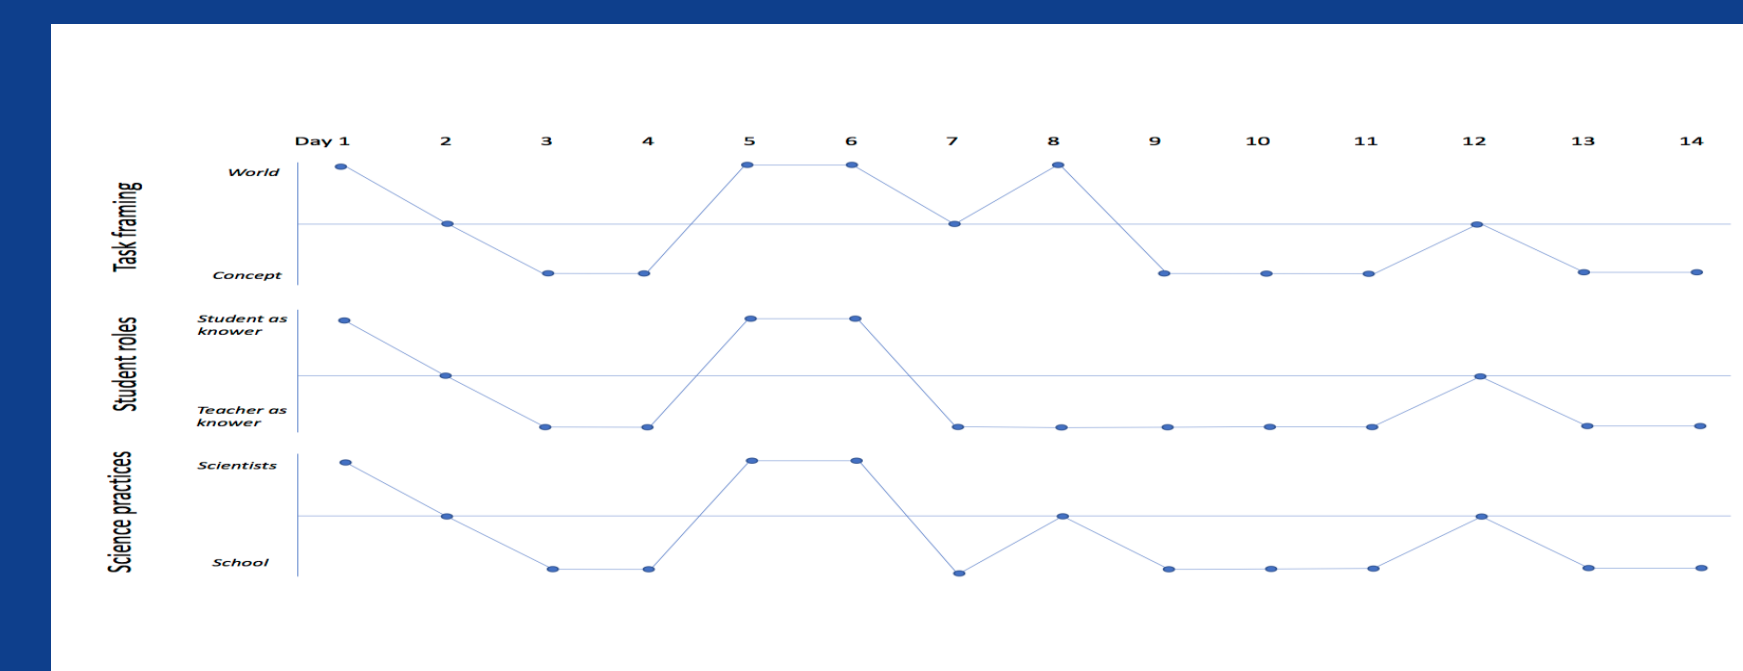 Day 1 2 3 4 5 6 7 8 9 10 11 12 13 14
Task framing
World
Concept
Student roles
Student as
knower
Teacher as
knower
Science practices
Scientists
School